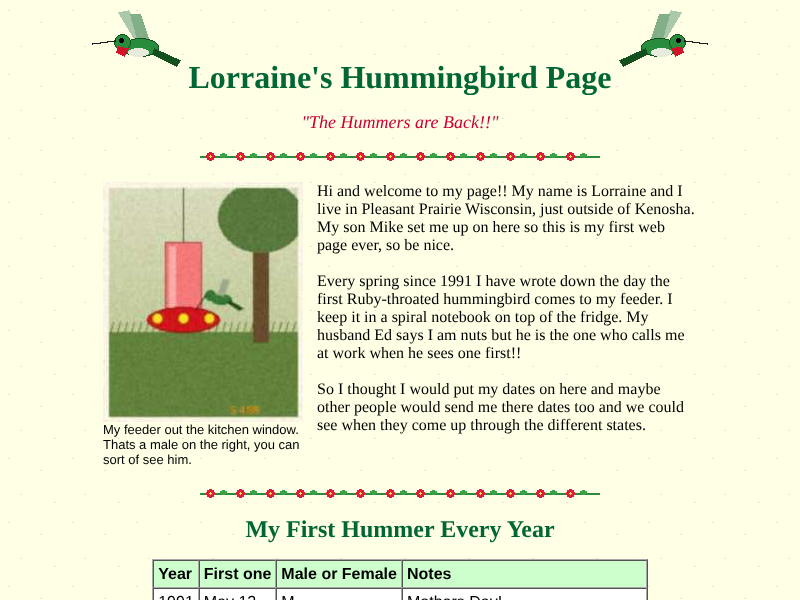 Lorraine's Hummingbird Page
"The Hummers are Back!!"
Hi and welcome to my page!! My name is Lorraine and I
live in Pleasant Prairie Wisconsin, just outside of Kenosha.
My son Mike set me up on here so this is my first web
page ever, so be nice.
Every spring since 1991 I have wrote down the day the
first Ruby-throated hummingbird comes to my feeder. I
keep it in a spiral notebook on top of the fridge. My
husband Ed says I am nuts but he is the one who calls me
at work when he sees one first!!
So I thought I would put my dates on here and maybe
other people would send me there dates too and we could
see when they come up through the different states.
My feeder out the kitchen window.
Thats a male on the right, you can
sort of see him.
My First Hummer Every Year
Year First one Male or Female Notes
1991 May 12 M Mothers Day!